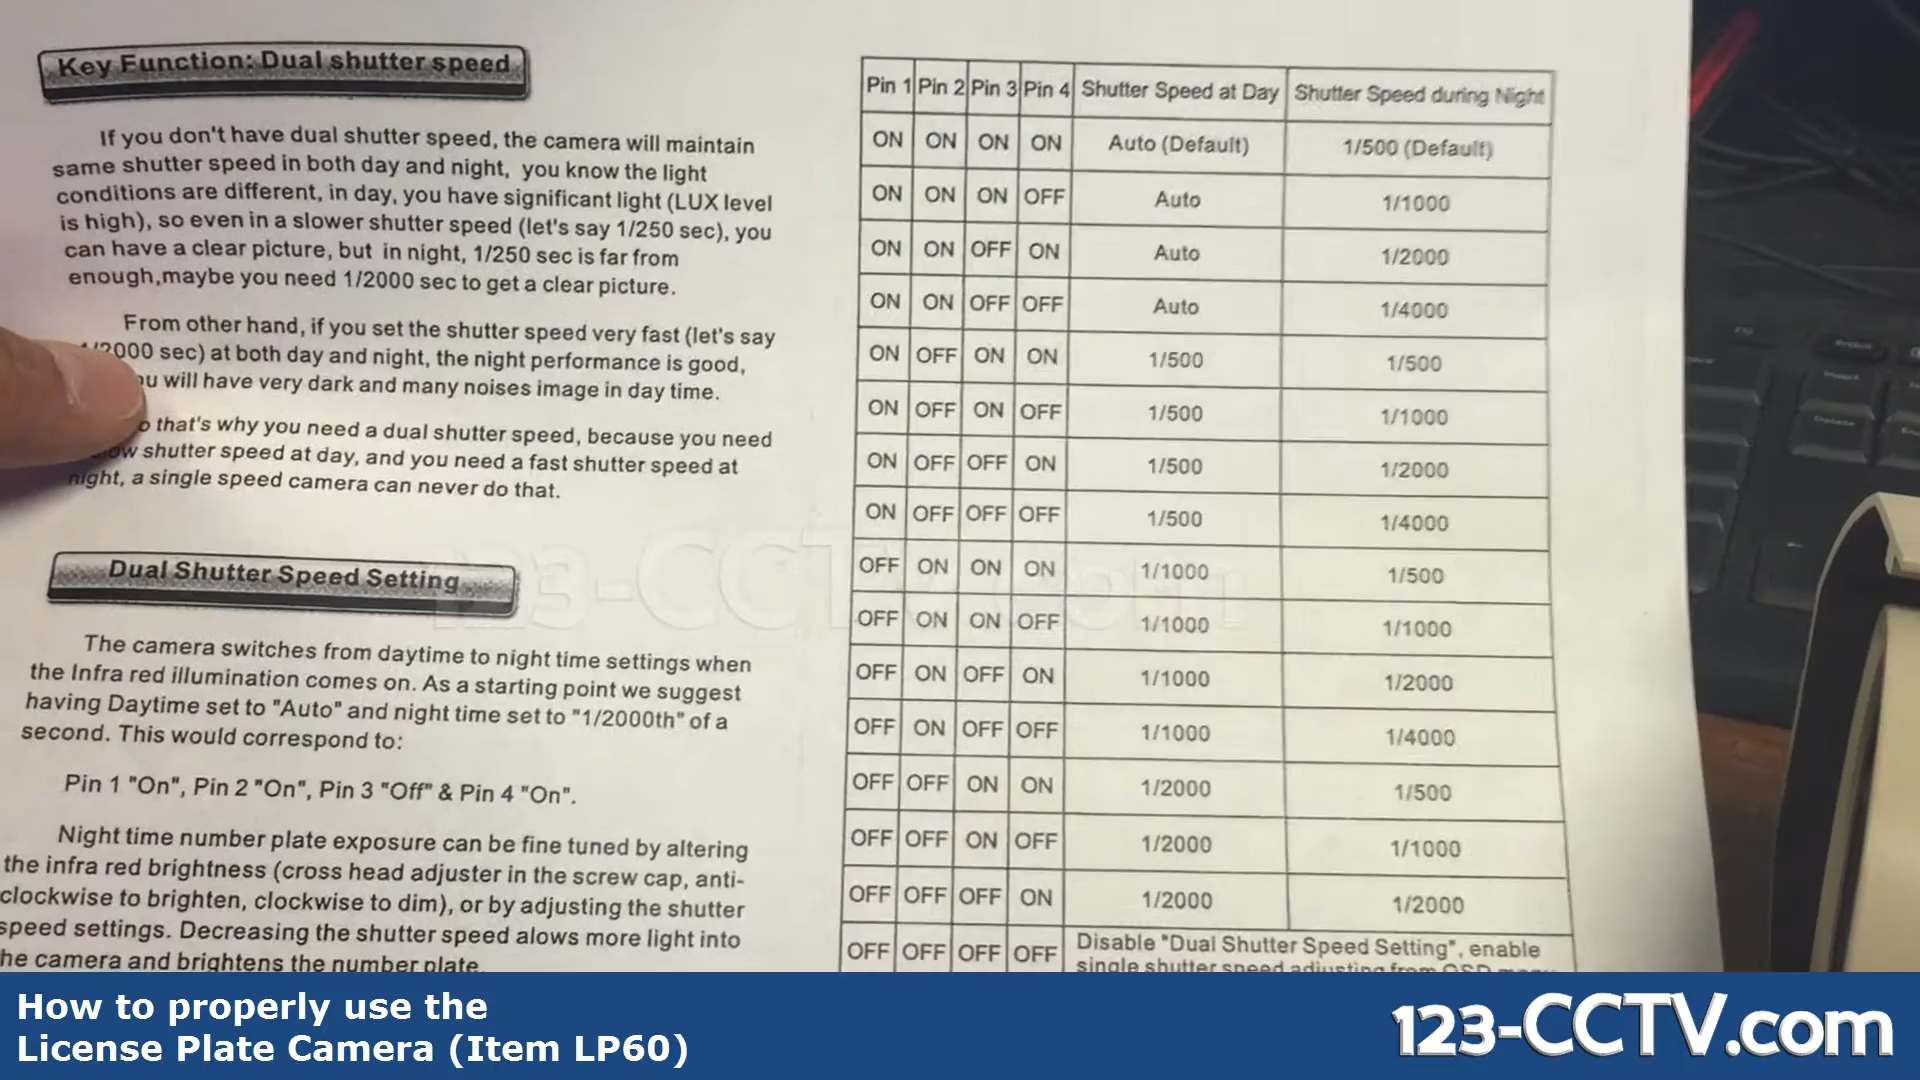 Key Function: Dual shutter speed
If you don't have dual shutter speed, the camera will maintain
same shutter speed in both day and night, you know the light
conditions are different, in day, you have significant light (LUX level
is high), so even in a slower shutter speed (let's say 1/250 sec), you
can have a clear picture, but in night, 1/250 sec is far from
enough,maybe you need 1/2000 sec to get a clear picture.
From other hand, if you set the shutter speed very fast (let's say
1/2000 sec) at both day and night, the night performance is good,
will have very dark and many noises image in day time.
that's why you need a dual shutter speed, because you need
shutter speed at day, and you need a fast shutter speed at
night, a single speed camera can never do that.
Dual Shutter Speed Setting
The camera switches from daytime to night time settings when
the Infra red illumination comes on. As a starting point we suggest
having Daytime set to "Auto" and night time set to "1/2000th" of a
second. This would correspond to:
Pin 1 "On", Pin 2 "On", Pin 3 "Off" & Pin 4 "On".
Night time number plate exposure can be fine tuned by altering
the infra red brightness (cross head adjuster in the screw cap, anti-
clockwise to brighten, clockwise to dim), or by adjusting the shutter
speed settings. Decreasing the shutter speed alows more light into
he camera and brightens the number plate.
Pin 1 Pin 2 Pin 3 Pin 4 Shutter Speed at Day Shutter Speed during Night
ON ON ON ON Auto (Default) 1/500 (Default)
ON ON ON OFF Auto 1/1000
ON ON OFF ON Auto 1/2000
ON ON OFF OFF Auto 1/4000
ON OFF ON ON 1/500 1/500
ON OFF ON OFF 1/500 1/1000
ON OFF OFF ON 1/500 1/2000
ON OFF OFF OFF 1/500 1/4000
OFF ON ON ON 1/1000 1/500
OFF ON ON OFF 1/1000 1/1000
OFF ON OFF ON 1/1000 1/2000
OFF ON OFF OFF 1/1000 1/4000
OFF OFF ON ON 1/2000 1/500
OFF OFF ON OFF 1/2000 1/1000
OFF OFF OFF ON 1/2000 1/2000
OFF OFF OFF OFF Disable "Dual Shutter Speed Setting", enable
single shutter speed adjusting from OSD menu
123-CCTV.com
How to properly use the
License Plate Camera (Item LP60)
123-CCTV.com